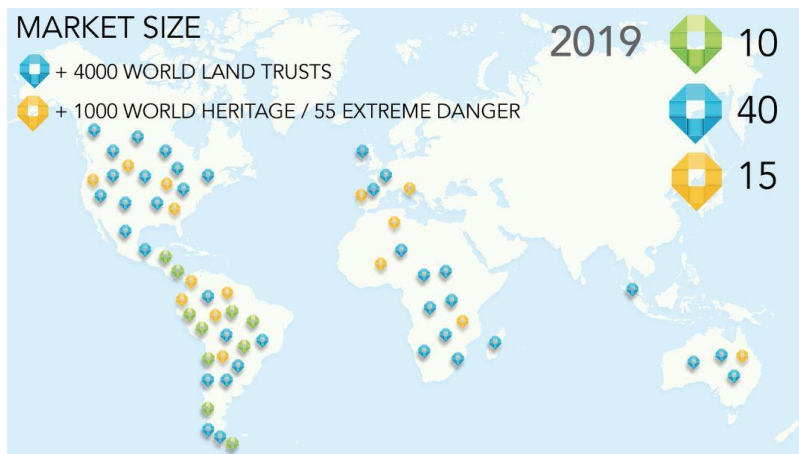 MARKET SIZE
+ 4000 WORLD LAND TRUSTS
+ 1000 WORLD HERITAGE / 55 EXTREME DANGER
2019
10
40
15